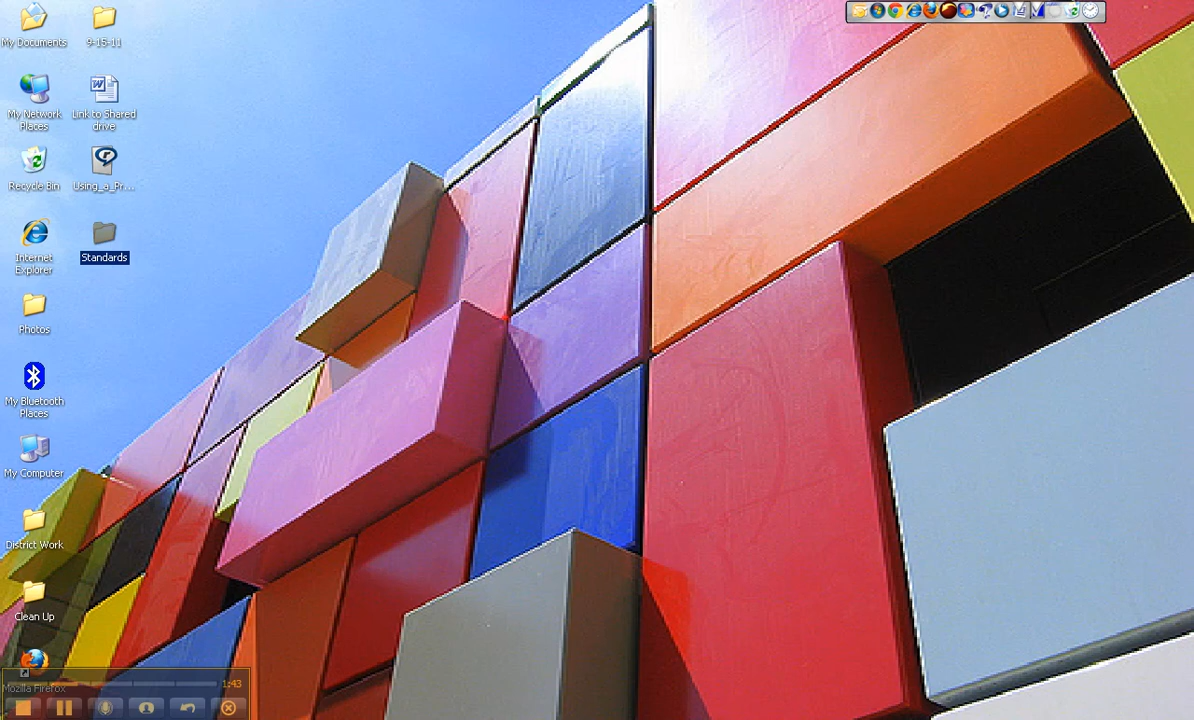 My Documents
9-15-11
My Network
Places
Link to Shared
drive
Recycle Bin
Using_a_Pr...
Internet
Explorer
Standards
Photos
My Bluetooth
Places
My Computer
District Work
Clean Up
Mozilla Firefox
1:43